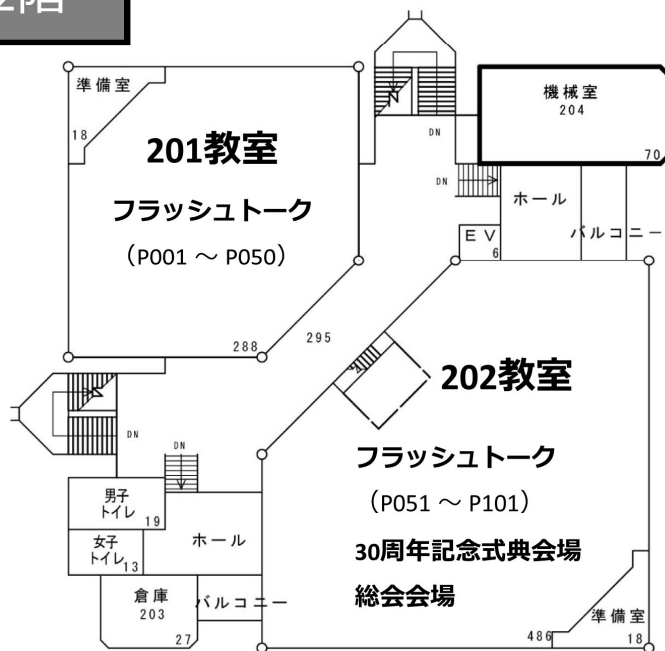 2階
準備室
18
201教室
フラッシュトーク
（P001 ～ P050）
288
DN
DN
機械室
204
70
ホール
バルコニー
EV
6
295
202教室
フラッシュトーク
（P051 ～ P101）
30周年記念式典会場
総会会場
準備室
486
18
DN
DN
男子
トイレ
19
女子
トイレ
13
ホール
倉庫
203
27
バルコニー